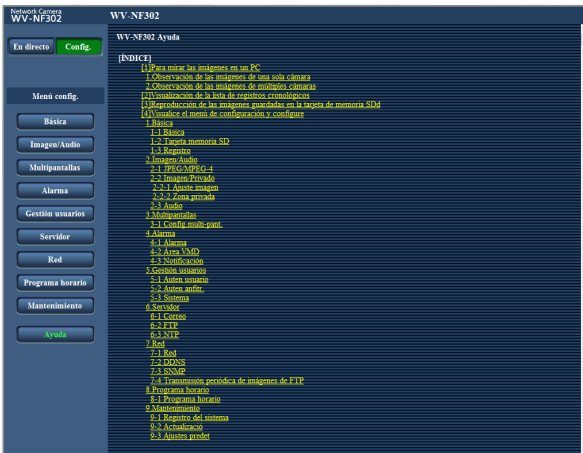 Network Camera
WV-NF302
WV-NF302
En directo
Config.
Menú config.
Básica
Imagen/Audio
Multipantallas
Alarma
Gestión usuarios
Servidor
Red
Programa horario
Mantenimiento
Ayuda
WV-NF302 Ayuda
[ÍNDICE]
[1]Para mirar las imágenes en un PC
1.Observación de las imágenes de una sola cámara
2.Observación de las imágenes de múltiples cámaras
[2]Visualización de la lista de registros cronológicos
[3]Reproducción de las imágenes guardadas en la tarjeta de memoria SDd
[4]Visualice el menú de configuración y configure
1.Básica
1-1 Básica
1-2 Tarjeta memoria SD
1-3 Registro
2.Imagen/Audio
2-1 JPEG/MPEG-4
2-2 Imagen/Privado
2-2-1 Ajuste imagen
2-2-2 Zona privada
2-3 Audio
3.Multipantallas
3-1 Config.multi-pant.
4.Alarma
4-1 Alarma
4-2 Area VMD
4-3 Notificación
5.Gestión usuarios
5-1 Auten usuario
5-2 Auten anfitr.
5-3 Sistema
6.Servidor
6-1 Correo
6-2 FTP
6-3 NTP
7.Red
7-1 Red
7-2 DDNS
7-3 SNMP
7-4 Transmisión periódica de imágenes de FTP
8.Programa horario
8-1 Programa horario
9.Mantenimiento
9-1 Registro del sistema
9-2 Actualizació
9-3 Ajustes predet